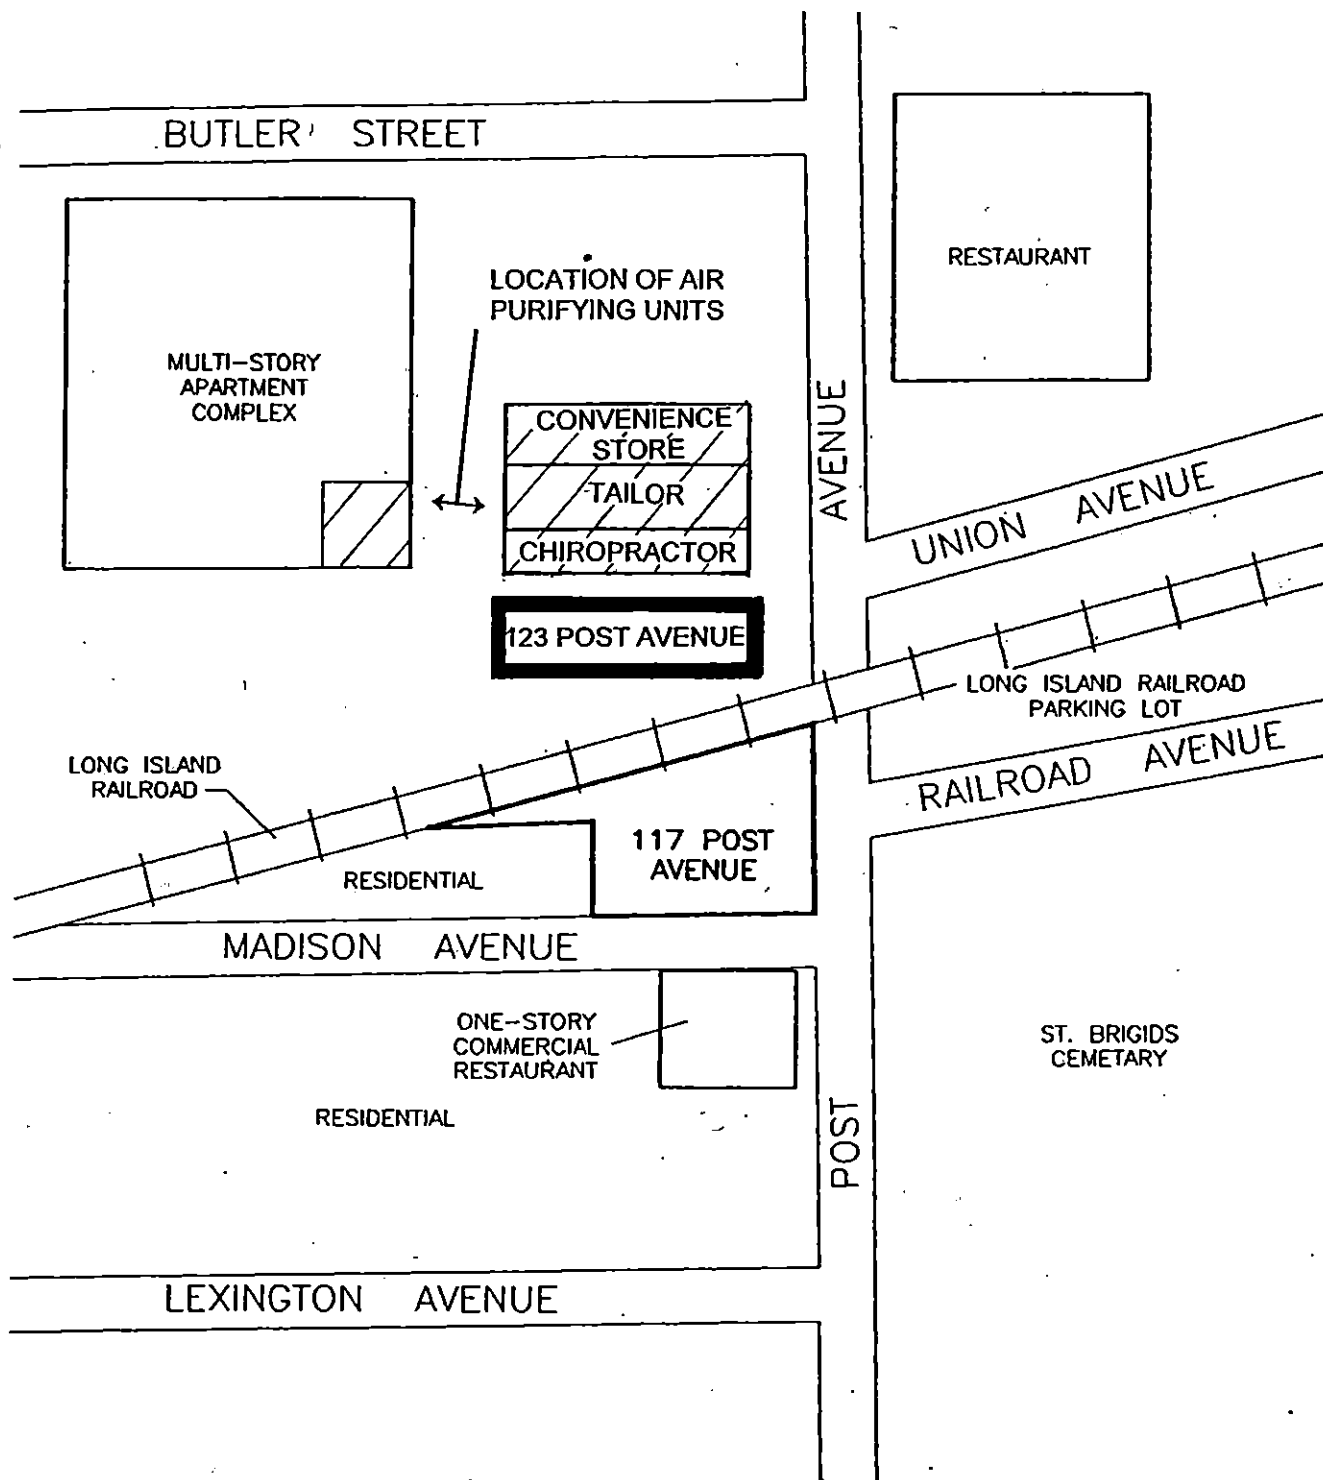 BUTLER STREET
RESTAURANT
LOCATION OF AIR
PURIFYING UNITS
MULTI-STORY
APARTMENT
COMPLEX
CONVENIENCE
STORE
TAILOR
CHIROPRACTOR
AVENUE
UNION AVENUE
123 POST AVENUE
LONG ISLAND RAILROAD
PARKING LOT
RAILROAD AVENUE
LONG ISLAND
RAILROAD
117 POST
AVENUE
RESIDENTIAL
MADISON AVENUE
ONE-STORY
COMMERCIAL
RESTAURANT
ST. BRIGIDS
CEMETARY
RESIDENTIAL
POST
LEXINGTON AVENUE